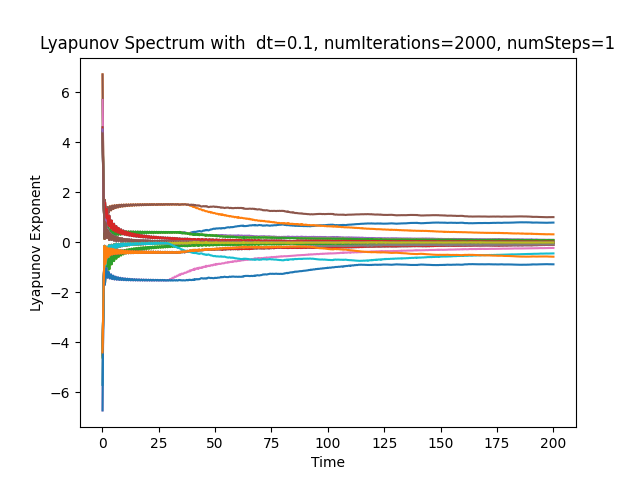 Lyapunov Spectrum with  dt=0.1, numIterations=2000, numSteps=1
6
4
2
0
−2
−4
−6
Lyapunov Exponent
0 25 50 75 100 125 150 175 200
Time